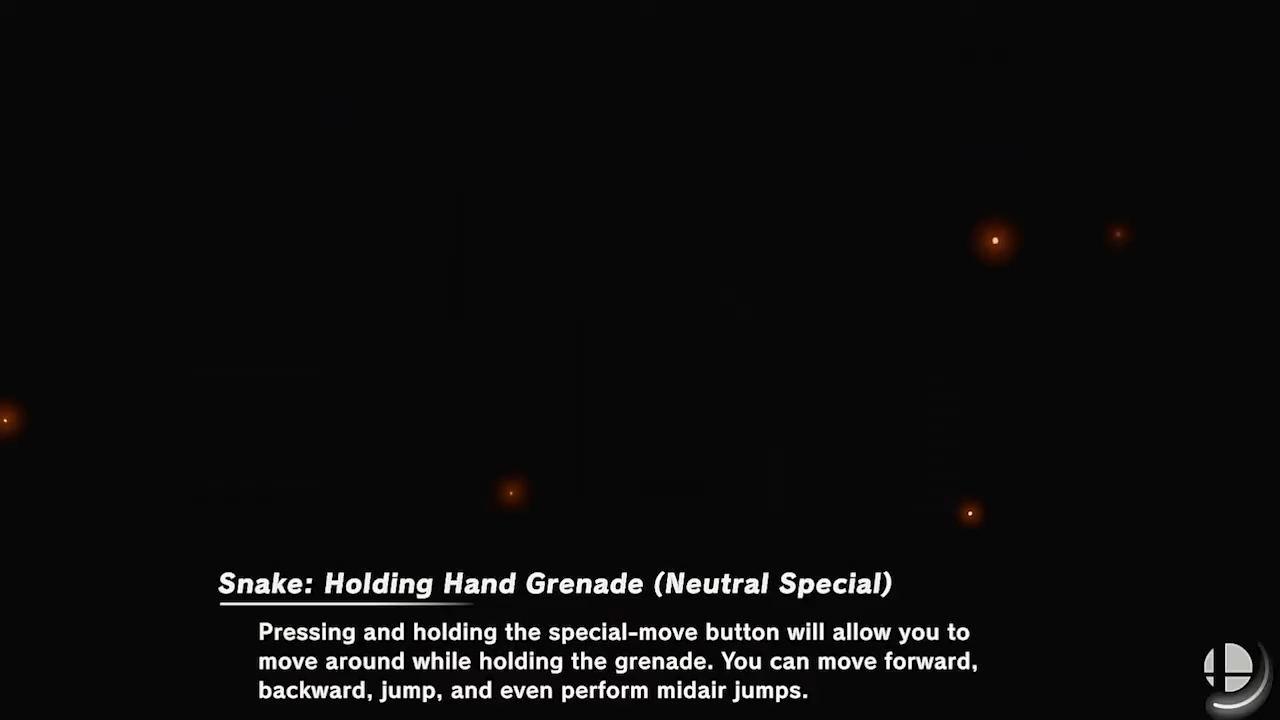 Snake: Holding Hand Grenade (Neutral Special)
Pressing and holding the special-move button will allow you to
move around while holding the grenade. You can move forward,
backward, jump, and even perform midair jumps.